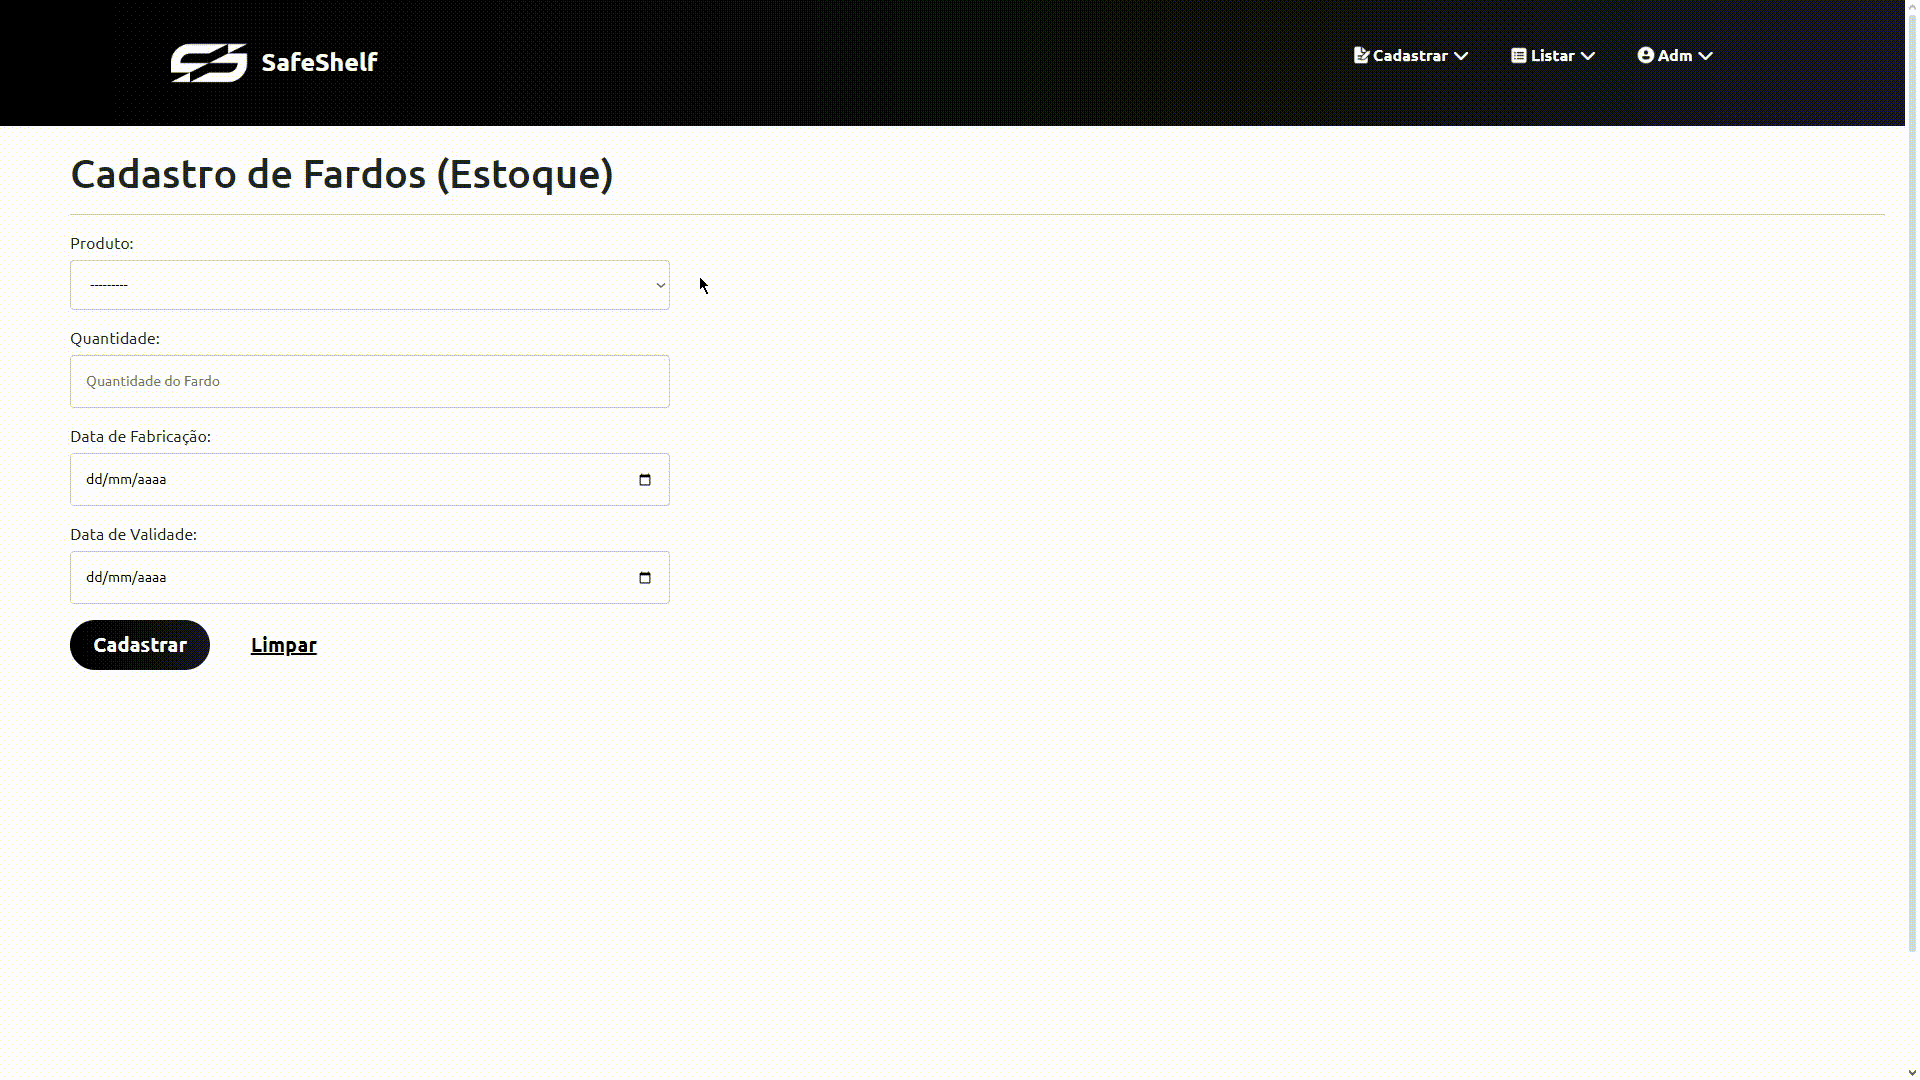 SafeShelf
Cadastrar
Listar
Adm
Cadastro de Fardos (Estoque)
Produto:
---------
Quantidade:
Quantidade do Fardo
Data de Fabricação:
dd/mm/aaaa
Data de Validade:
dd/mm/aaaa
Cadastrar
Limpar